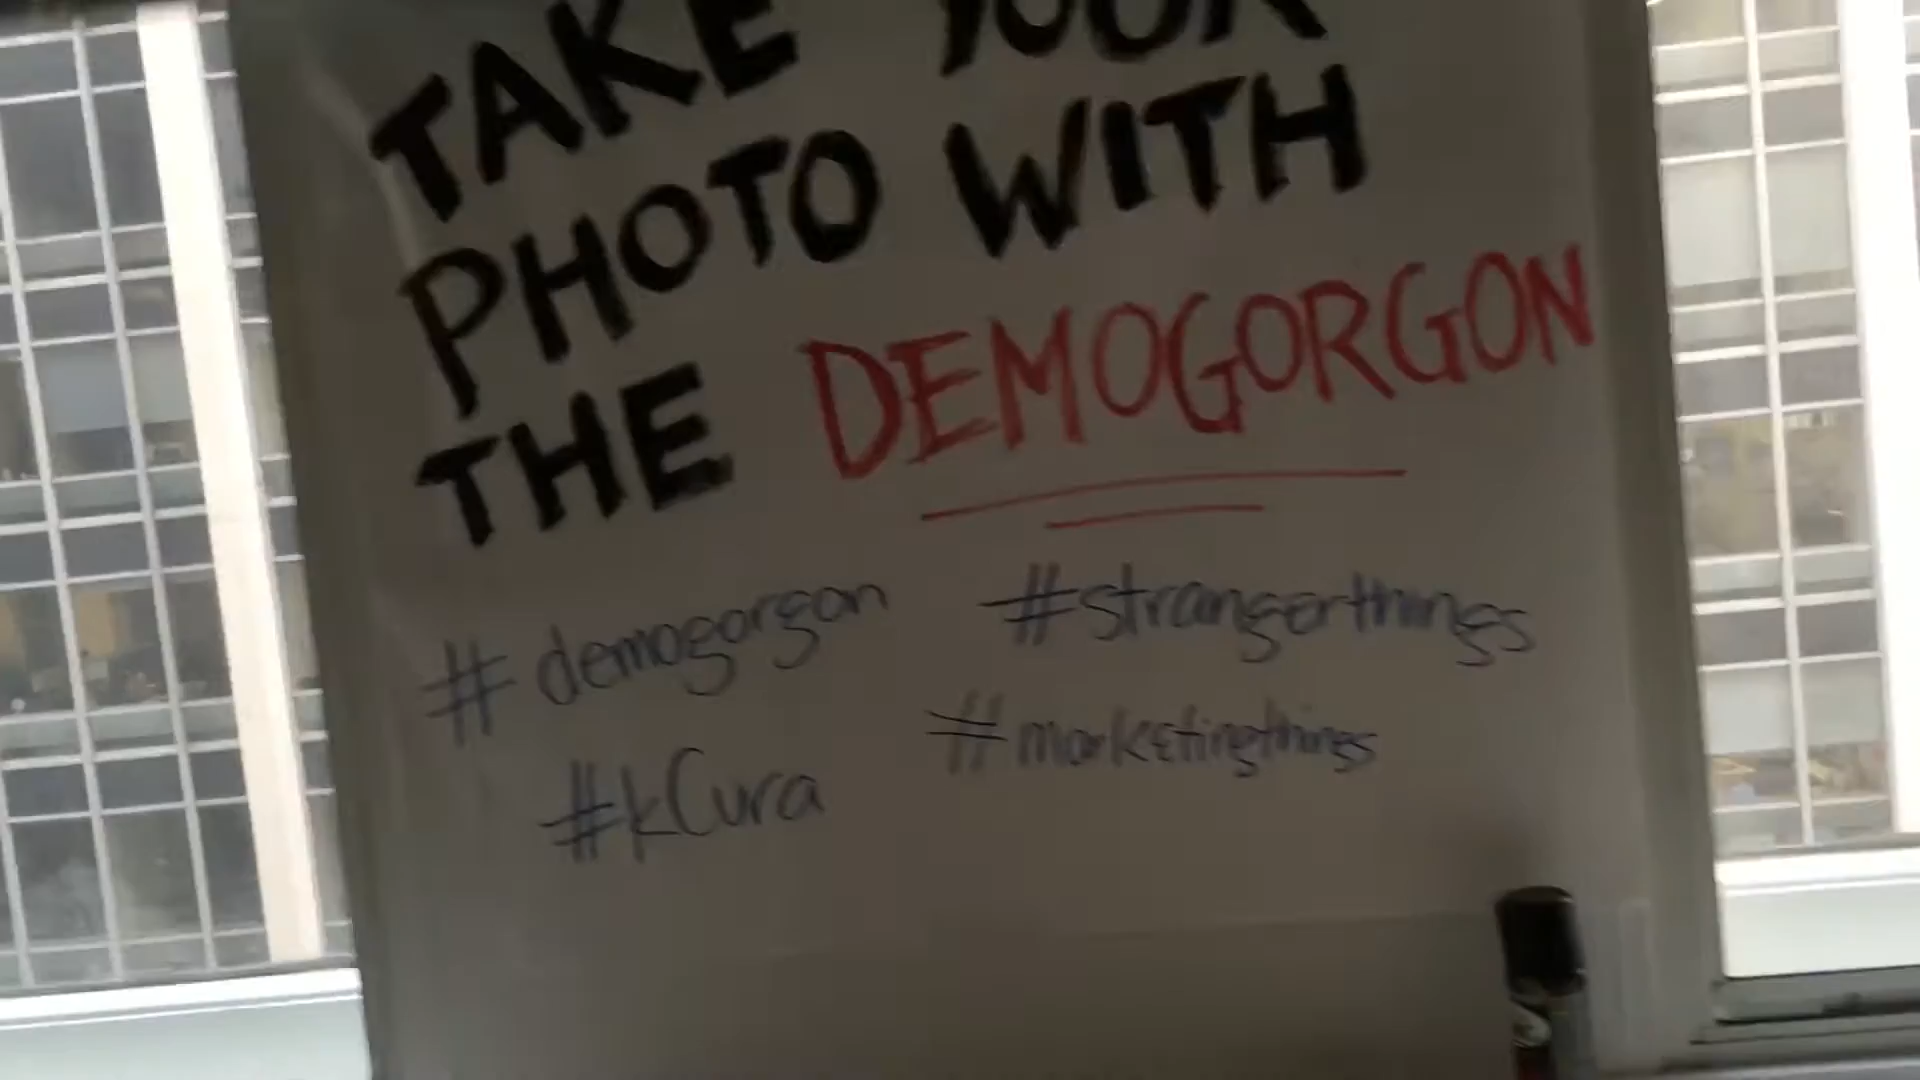 TAKE YOUR
PHOTO WITH
THE DEMOGORGON
#demogorgon #strangerthings
#kCura #marketingthings